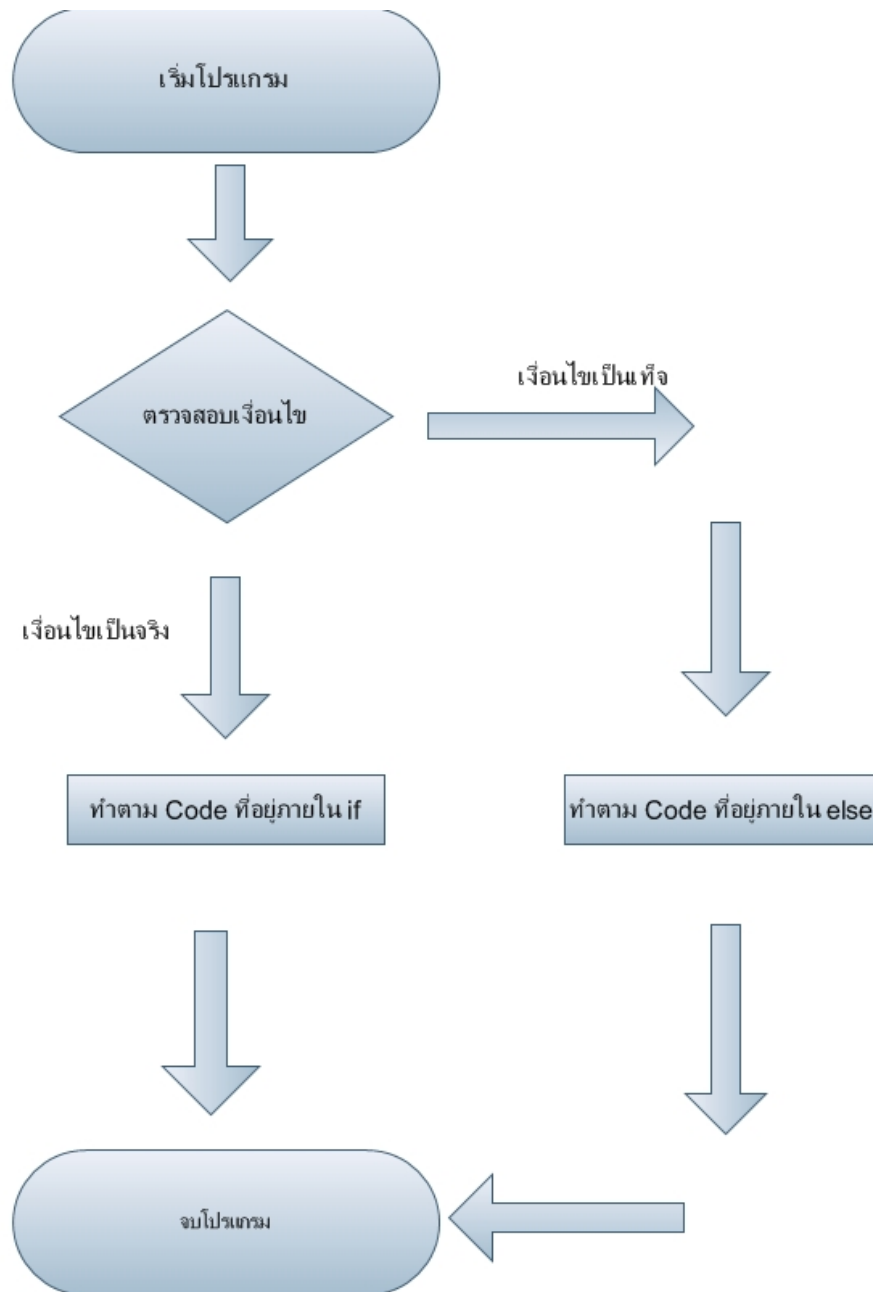 เริ่มโปรแกรม
เงื่อนไขเป็นเท็จ
ตรวจสอบเงื่อนไข
เงื่อนไขเป็นจริง
ทำตาม Code ที่อยู่ภายใน if
ทำตาม Code ที่อยู่ภายใน else
จบโปรแกรม